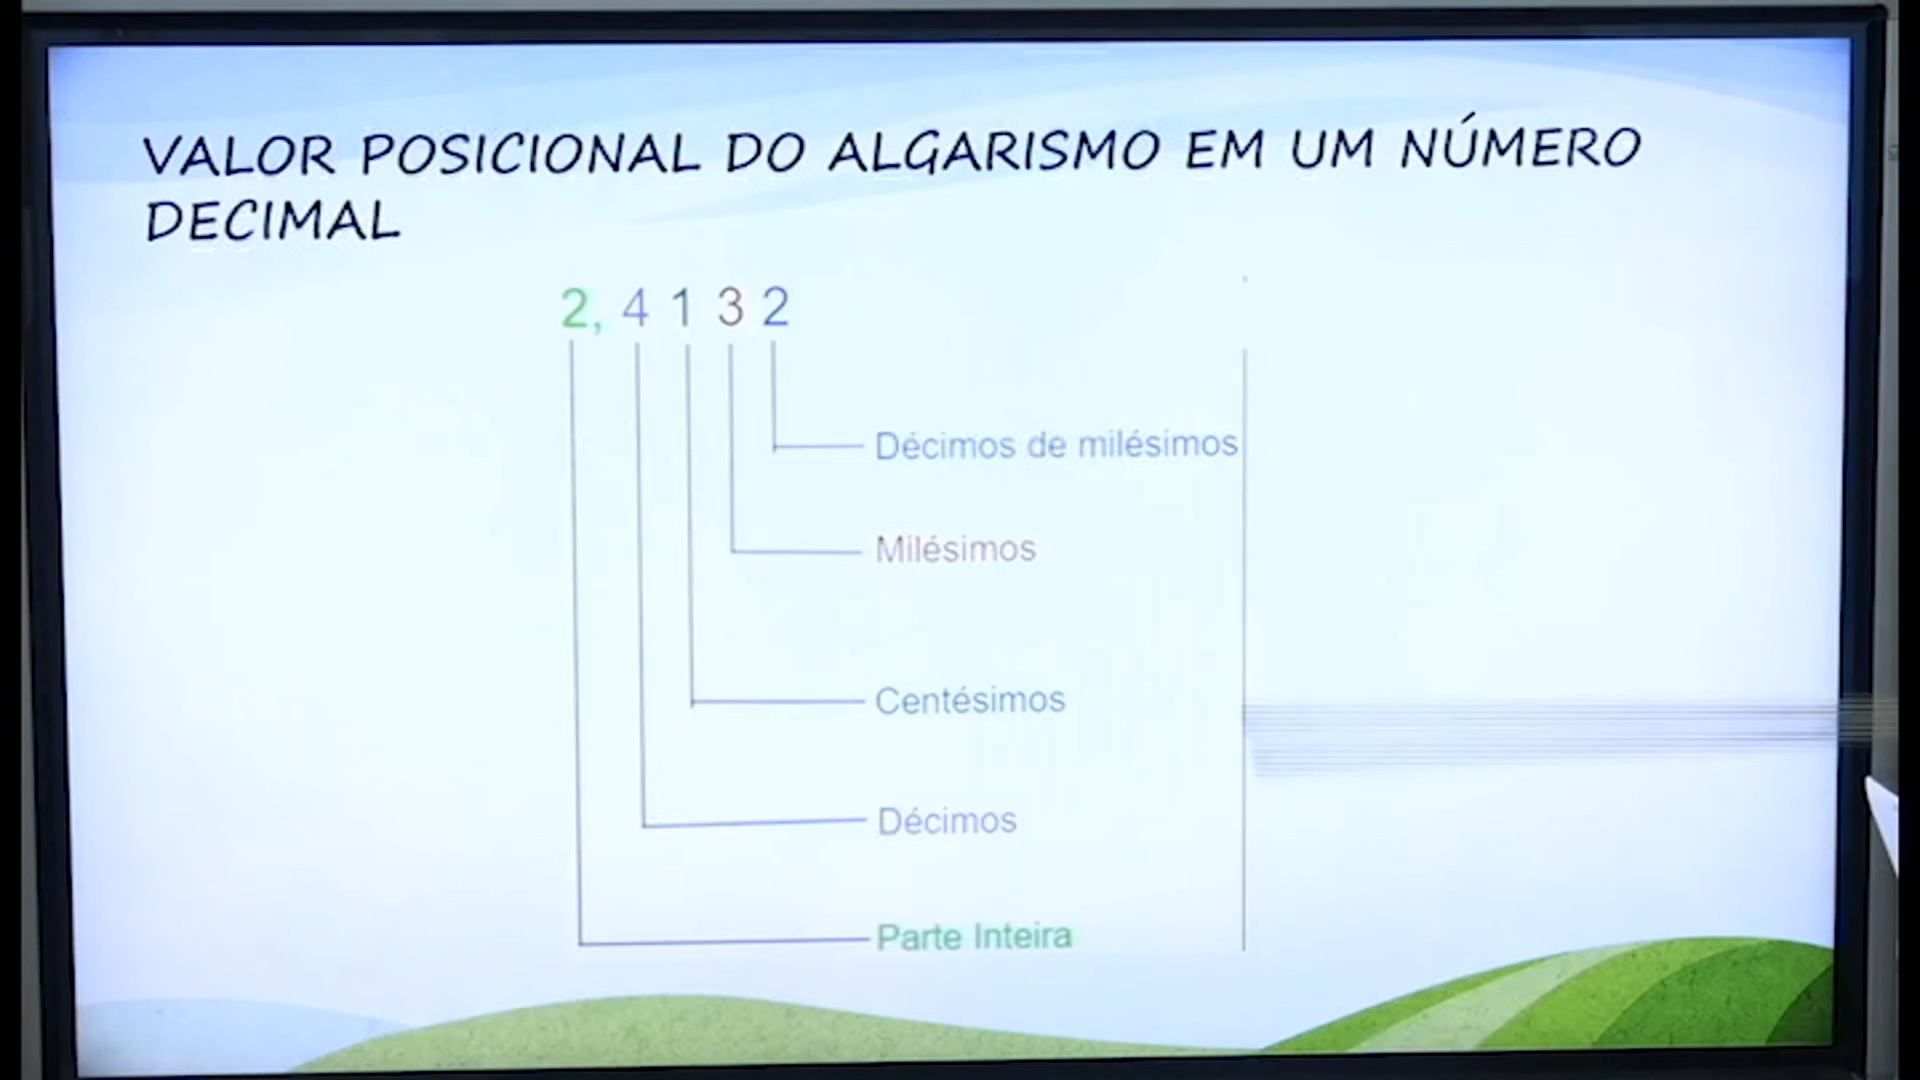 VALOR POSICIONAL DO ALGARISMO EM UM NÚMERO
DECIMAL
2, 4 1 3 2
Décimos de milésimos
Milésimos
Centésimos
Décimos
Parte Inteira